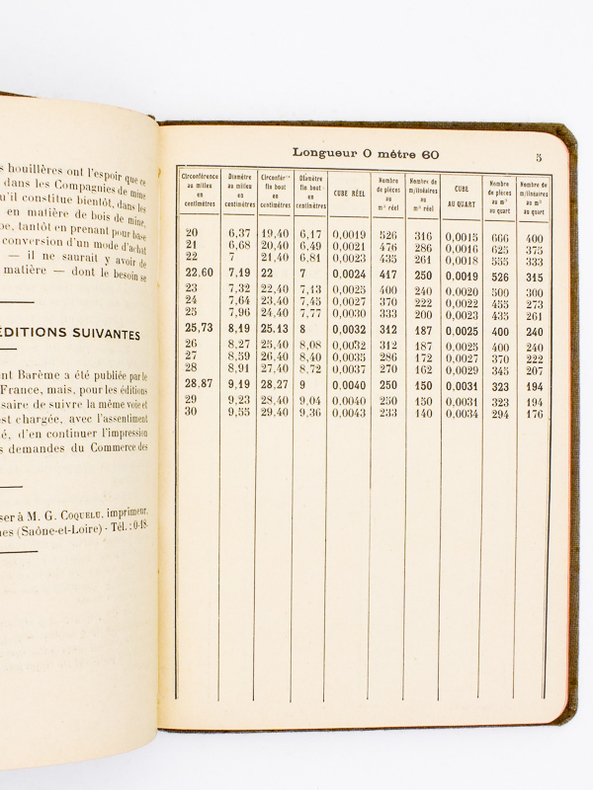 s houillères ont l'espoir que ce
dans les Compagnies de mine
u'il constitue bientôt, dans les
en matière de bois de mine,
be, tantôt en prenant pour base
conversion d'un mode d'achat
— il ne saurait y avoir de
matière — dont le besoin se
ÉDITIONS SUIVANTES
nt Barème a été publiée par le
France, mais, pour les éditions
saire de suivre la même voie et
est chargée, avec l'assentiment
é, d'en continuer l'impression
s demandes du Commerce des
ser à M. G. COQUELU, imprimeur,
nes (Saône-et-Loire) - Tél. : 0-18
Longueur 0 mètre 60 5
Circonférence au milieu en centimètres
Diamètre au milieu en centimètres
Circonfér'' fin bout en centimètres
Diamètre fin bout en centimètres
CUBE RÉEL
Nombre de pièces au m³ réel
Nombre de millistères au m³ réel
CUBE AU QUART
Nombre de pièces au m³ au quart
Nombre de millistères au m³ au quart
20 6,37 19,40 6,17 0,0019 526 316 0,0015 666 400
21 6,68 20,40 6,49 0,0021 476 286 0,0016 625 375
22 7 21,40 6,81 0,0023 435 261 0,0018 555 333
22,60 7,19 22 7 0,0024 417 250 0,0019 526 315
23 7,32 22,40 7,13 0,0025 400 240 0,0020 500 300
24 7,64 23,40 7,45 0,0027 370 222 0,0022 455 273
25 7,96 24,40 7,77 0,0030 333 200 0,0023 435 261
25,73 8,19 25.13 8 0,0032 312 187 0,0025 400 240
26 8,27 25,40 8,08 0,0032 312 187 0,0025 400 240
27 8,59 26,40 8,40 0,0035 286 172 0,0027 370 222
28 8,91 27,40 8,72 0,0037 270 162 0,0029 345 207
28.87 9,19 28,27 9 0,0040 250 150 0,0031 323 194
29 9,23 28,40 9,04 0,0040 250 150 0,0031 323 194
30 9,55 29,40 9,36 0,0043 233 140 0,0034 294 176